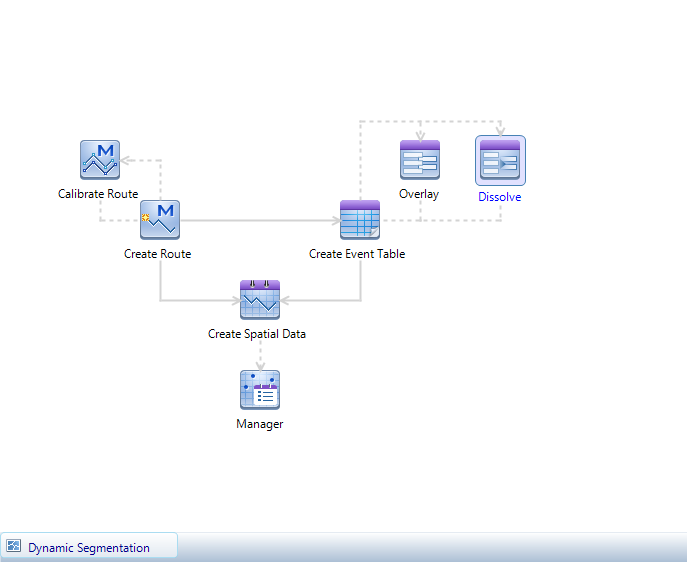 M
Calibrate Route
Overlay
Dissolve
M
Create Route
Create Event Table
Create Spatial Data
Manager
Dynamic Segmentation